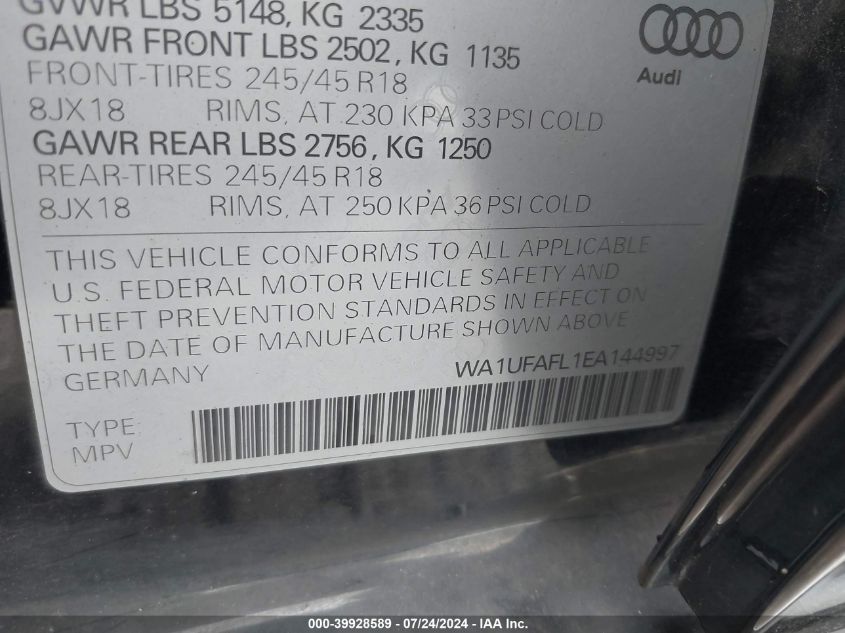 GVWR LBS 5148, KG 2335
GAWR FRONT LBS 2502, KG 1135
FRONT-TIRES 245/45 R18
8JX18 RIMS, AT 230 KPA 33 PSI COLD
GAWR REAR LBS 2756, KG 1250
REAR-TIRES 245/45 R18
8JX18 RIMS, AT 250 KPA 36 PSI COLD
Audi
THIS VEHICLE CONFORMS TO ALL APPLICABLE
U.S. FEDERAL MOTOR VEHICLE SAFETY AND
THEFT PREVENTION STANDARDS IN EFFECT ON
THE DATE OF MANUFACTURE SHOWN ABOVE
GERMANY WA1UFAFL1EA144997
TYPE:
MPV
000-39928589 - 07/24/2024 - IAA Inc.